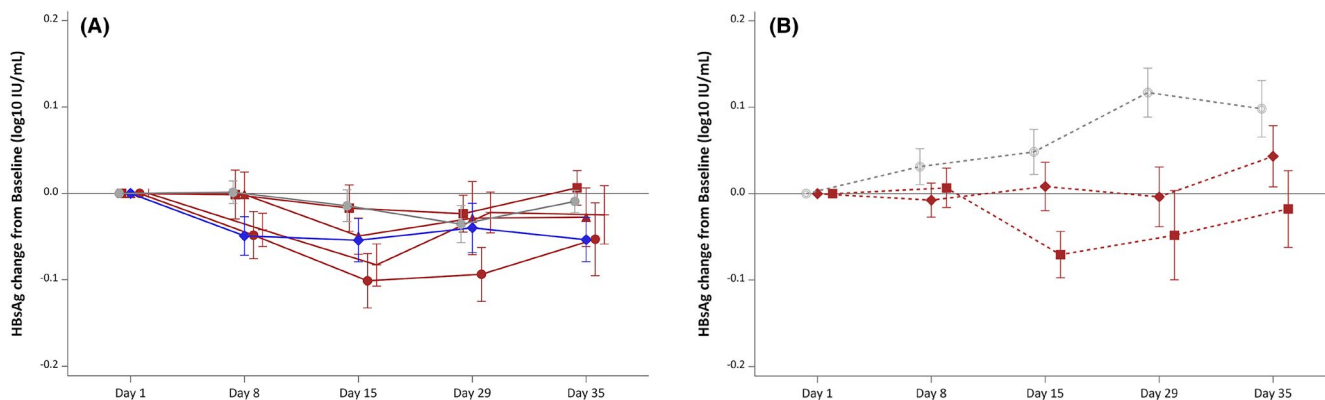 (A)
HBsAg change from Baseline (log10 IU/mL)
0.2
0.1
0.0
-0.1
-0.2
Day 1 Day 8 Day 15 Day 29 Day 35
(B)
HBsAg change from Baseline (log10 IU/mL)
0.2
0.1
0.0
-0.1
-0.2
Day 1 Day 8 Day 15 Day 29 Day 35